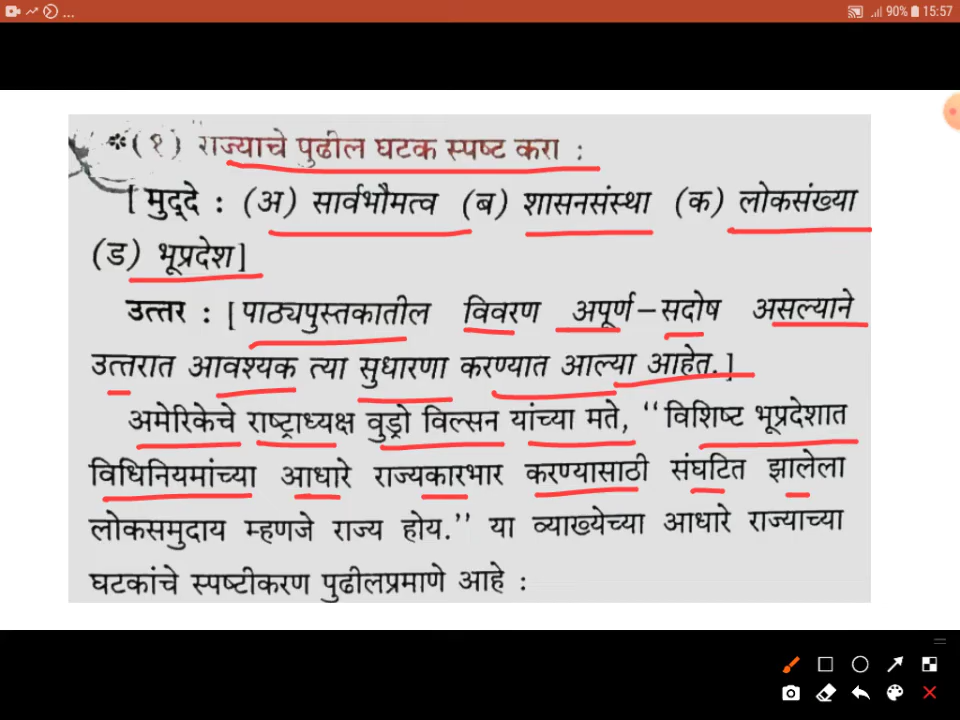 ... 90% 15:57
*(१) राज्याचे पुढील घटक स्पष्ट करा :
[ मुद्दे : (अ) सार्वभौमत्व (ब) शासनसंस्था (क) लोकसंख्या
(ड) भूप्रदेश]
उत्तर : [पाठ्यपुस्तकातील विवरण अपूर्ण–सदोष असल्याने
उत्तरात आवश्यक त्या सुधारणा करण्यात आल्या आहेत.]
अमेरिकेचे राष्ट्राध्यक्ष वुड्रो विल्सन यांच्या मते, ‘‘विशिष्ट भूप्रदेशात
विधिनियमांच्या आधारे राज्यकारभार करण्यासाठी संघटित झालेला
लोकसमुदाय म्हणजे राज्य होय.’’ या व्याख्येच्या आधारे राज्याच्या
घटकांचे स्पष्टीकरण पुढीलप्रमाणे आहे :